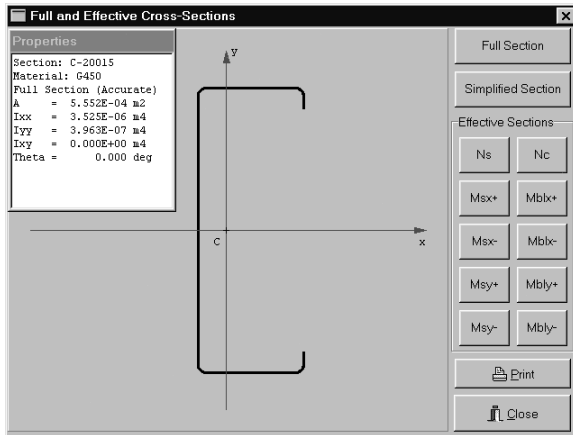 Full and Effective Cross-Sections
Properties
Section: C-20015
Material: G450
Full Section (Accurate)
A = 5.552E-04 m2
Ixx = 3.525E-06 m4
Iyy = 3.963E-07 m4
Ixy = 0.000E+00 m4
Theta = 0.000 deg
y
C
x
Full Section
Simplified Section
Effective Sections
Ns Nc
Msx+ Mblx+
Msx- Mblx-
Msy+ Mbly+
Msy- Mbly-
Print
Close